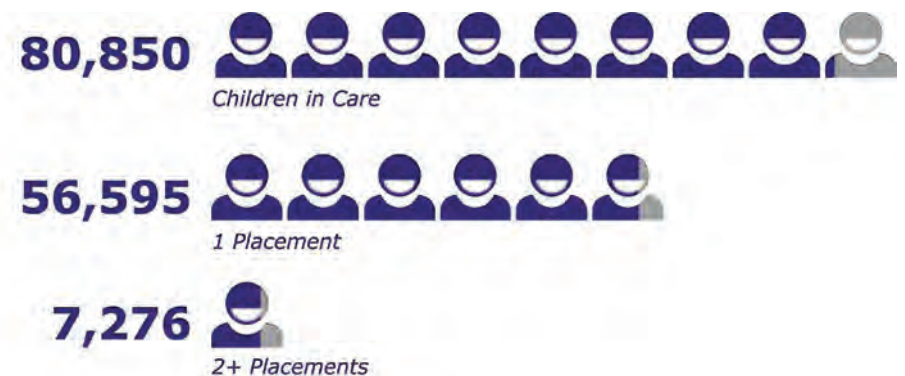 80,850
Children in Care
56,595
1 Placement
7,276
2+ Placements